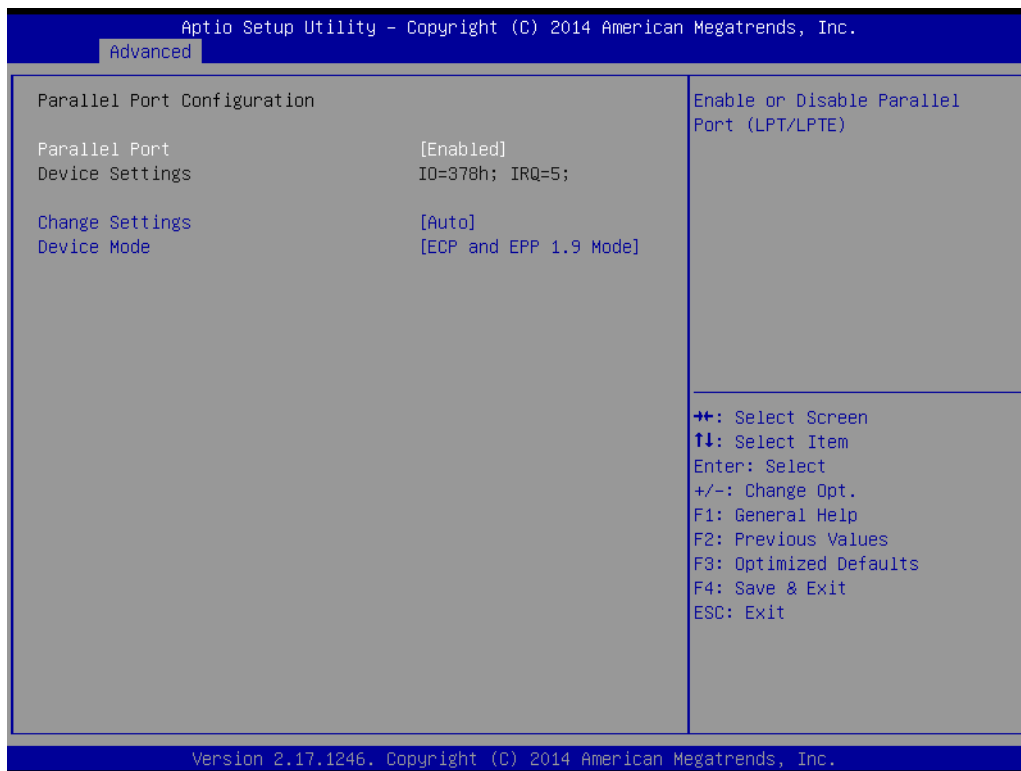 Aptio Setup Utility – Copyright (C) 2014 American Megatrends, Inc.
Advanced
Parallel Port Configuration
Parallel Port [Enabled]
Device Settings IO=378h; IRQ=5;
Change Settings [Auto]
Device Mode [ECP and EPP 1.9 Mode]
Enable or Disable Parallel
Port (LPT/LPTE)
→←: Select Screen
↑↓: Select Item
Enter: Select
+/-: Change Opt.
F1: General Help
F2: Previous Values
F3: Optimized Defaults
F4: Save & Exit
ESC: Exit
Version 2.17.1246. Copyright (C) 2014 American Megatrends, Inc.